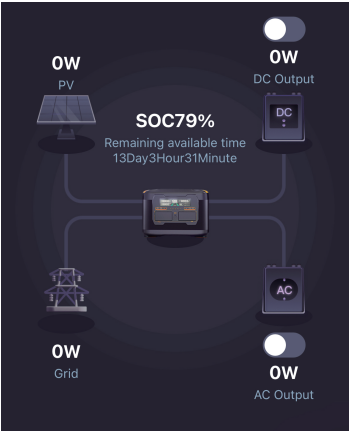 0W
PV
0W
DC Output
DC
SOC79%
Remaining available time
13Day3Hour31Minute
0W
Grid
AC
0W
AC Output